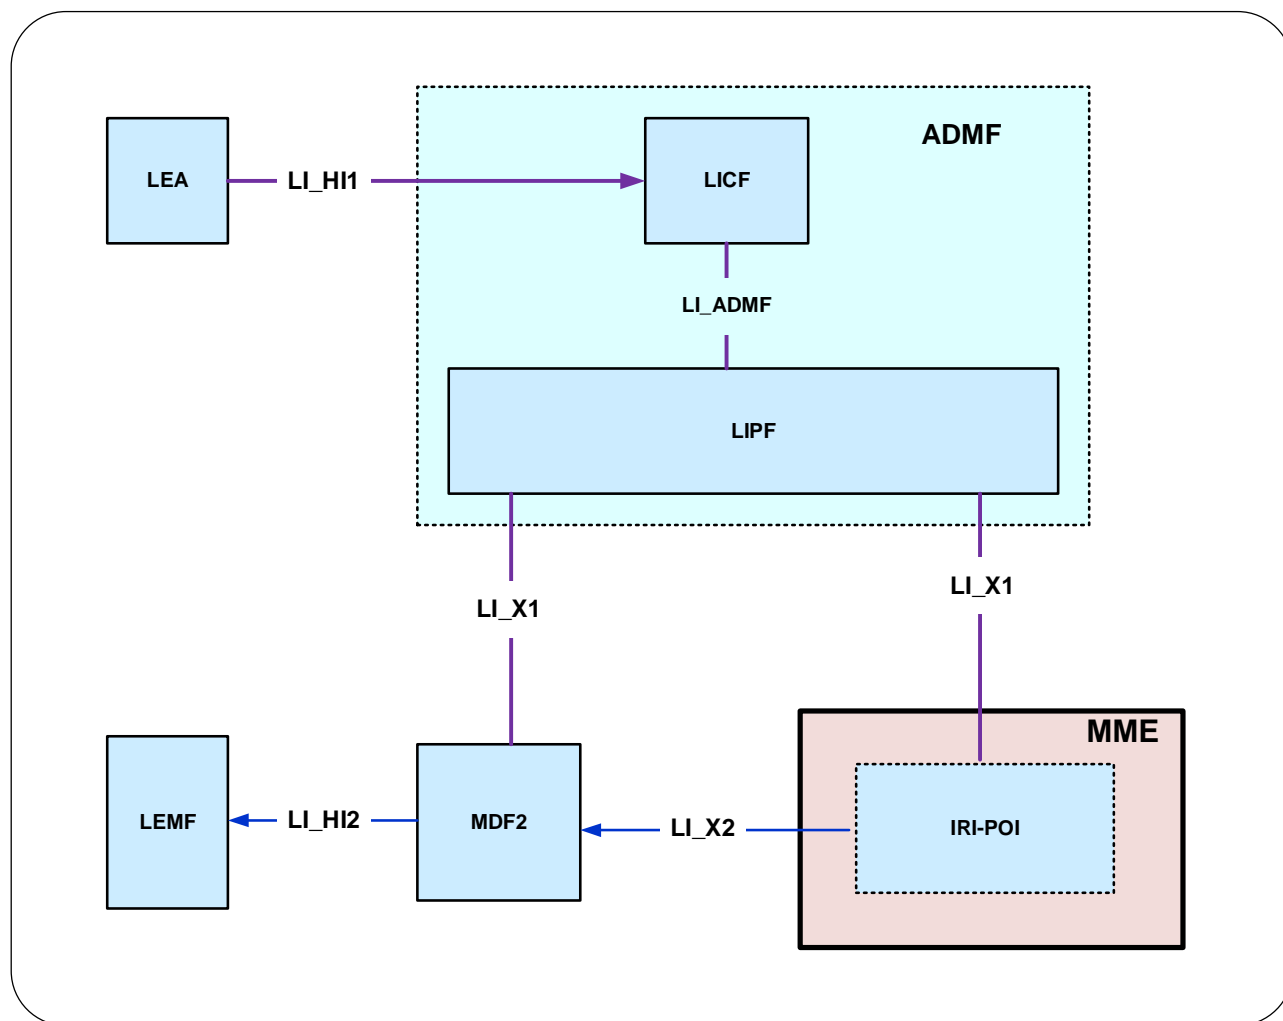 ADMF
LEA
LI_HI1
LICF
LI_ADMF
LIPF
LI_X1
LI_X1
MME
LEMF
LI_HI2
MDF2
LI_X2
IRI-POI